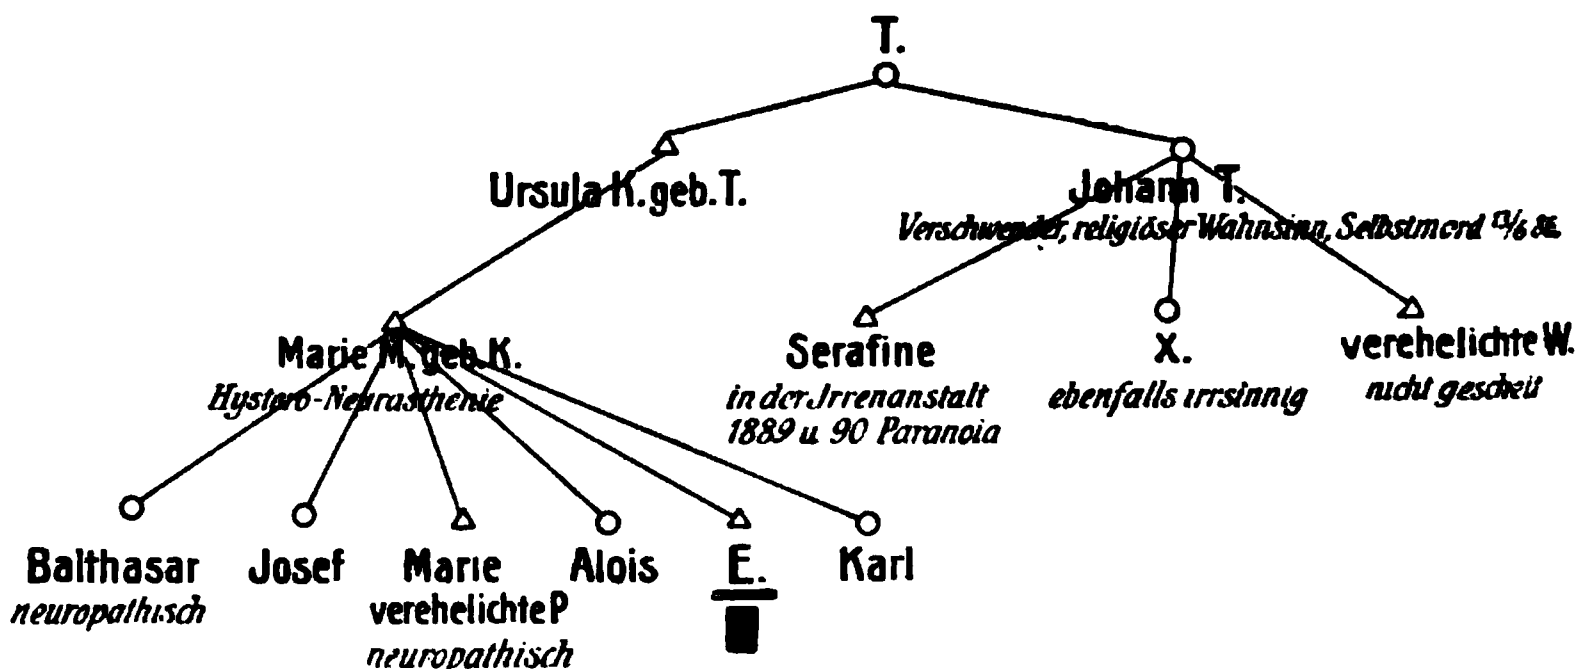 T.
Ursula K. geb. T.
Johann T.
Verschwender, religiöser Wahnsinn, Selbstmord
Marie M. geb. K.
Hystero-Neurasthenie
Serafine
in der Irrenanstalt
1889 u. 90 Paranoia
X.
ebenfalls irrsinnig
verehelichte W.
nicht gescheit
Balthasar
neuropathisch
Josef
Marie
verehelichte P
neuropathisch
Alois
E.
Karl